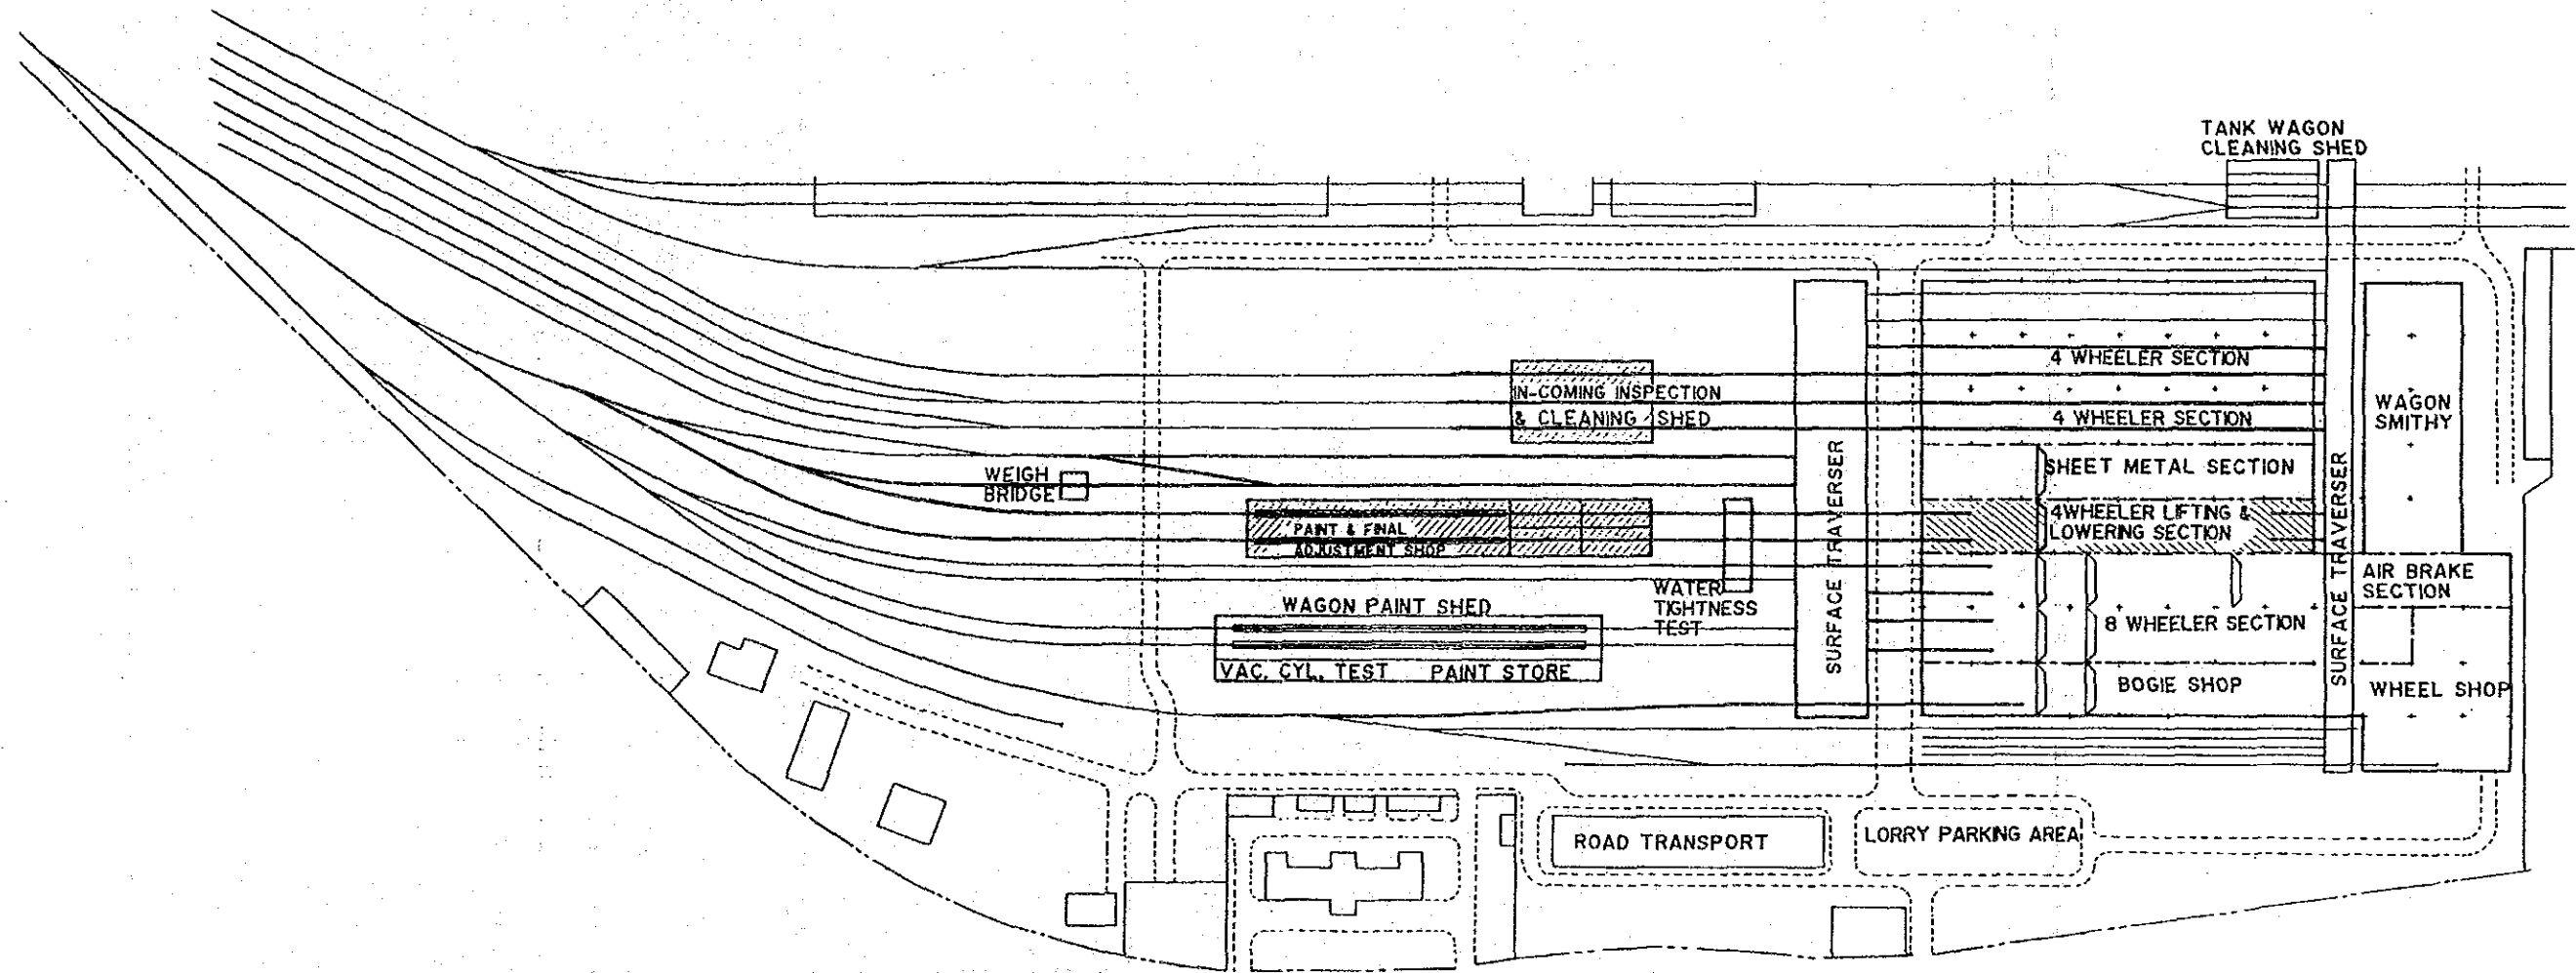 TANK WAGON
CLEANING SHED
4 WHEELER SECTION
IN-COMING INSPECTION
& CLEANING SHED
4 WHEELER SECTION
WAGON
SMITHY
WEIGH
BRIDGE
SHEET METAL SECTION
SURFACE TRAVERSER
SURFACE TRAVERSER
PAINT & FINAL
ADJUSTMENT SHOP
4WHEELER LIFTING &
LOWERING SECTION
AIR BRAKE
SECTION
WATER
TIGHTNESS
TEST
WAGON PAINT SHED
8 WHEELER SECTION
VAC. CYL. TEST PAINT STORE
BOGIE SHOP
WHEEL SHOP
ROAD TRANSPORT
LORRY PARKING AREA